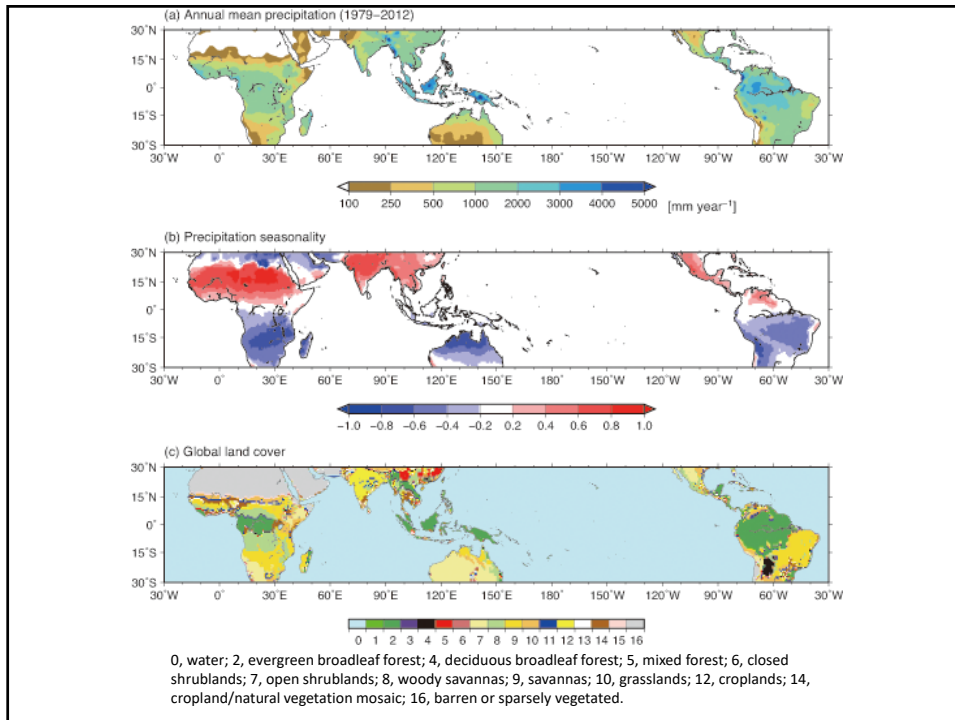 (a) Annual mean precipitation (1979−2012)
30˚N
15˚N
0˚
15˚S
30˚S
30˚W 0˚ 30˚E 60˚E 90˚E 120˚E 150˚E 180˚ 150˚W 120˚W 90˚W 60˚W 30˚W
100 250 500 1000 2000 3000 4000 5000 [mm year⁻¹]
(b) Precipitation seasonality
30˚N
15˚N
0˚
15˚S
30˚S
30˚W 0˚ 30˚E 60˚E 90˚E 120˚E 150˚E 180˚ 150˚W 120˚W 90˚W 60˚W 30˚W
−1.0 −0.8 −0.6 −0.4 −0.2 0.2 0.4 0.6 0.8 1.0
(c) Global land cover
30˚N
15˚N
0˚
15˚S
30˚S
30˚W 0˚ 30˚E 60˚E 90˚E 120˚E 150˚E 180˚ 150˚W 120˚W 90˚W 60˚W 30˚W
0 1 2 3 4 5 6 7 8 9 10 11 12 13 14 15 16
0, water; 2, evergreen broadleaf forest; 4, deciduous broadleaf forest; 5, mixed forest; 6, closed
shrublands; 7, open shrublands; 8, woody savannas; 9, savannas; 10, grasslands; 12, croplands; 14,
cropland/natural vegetation mosaic; 16, barren or sparsely vegetated.